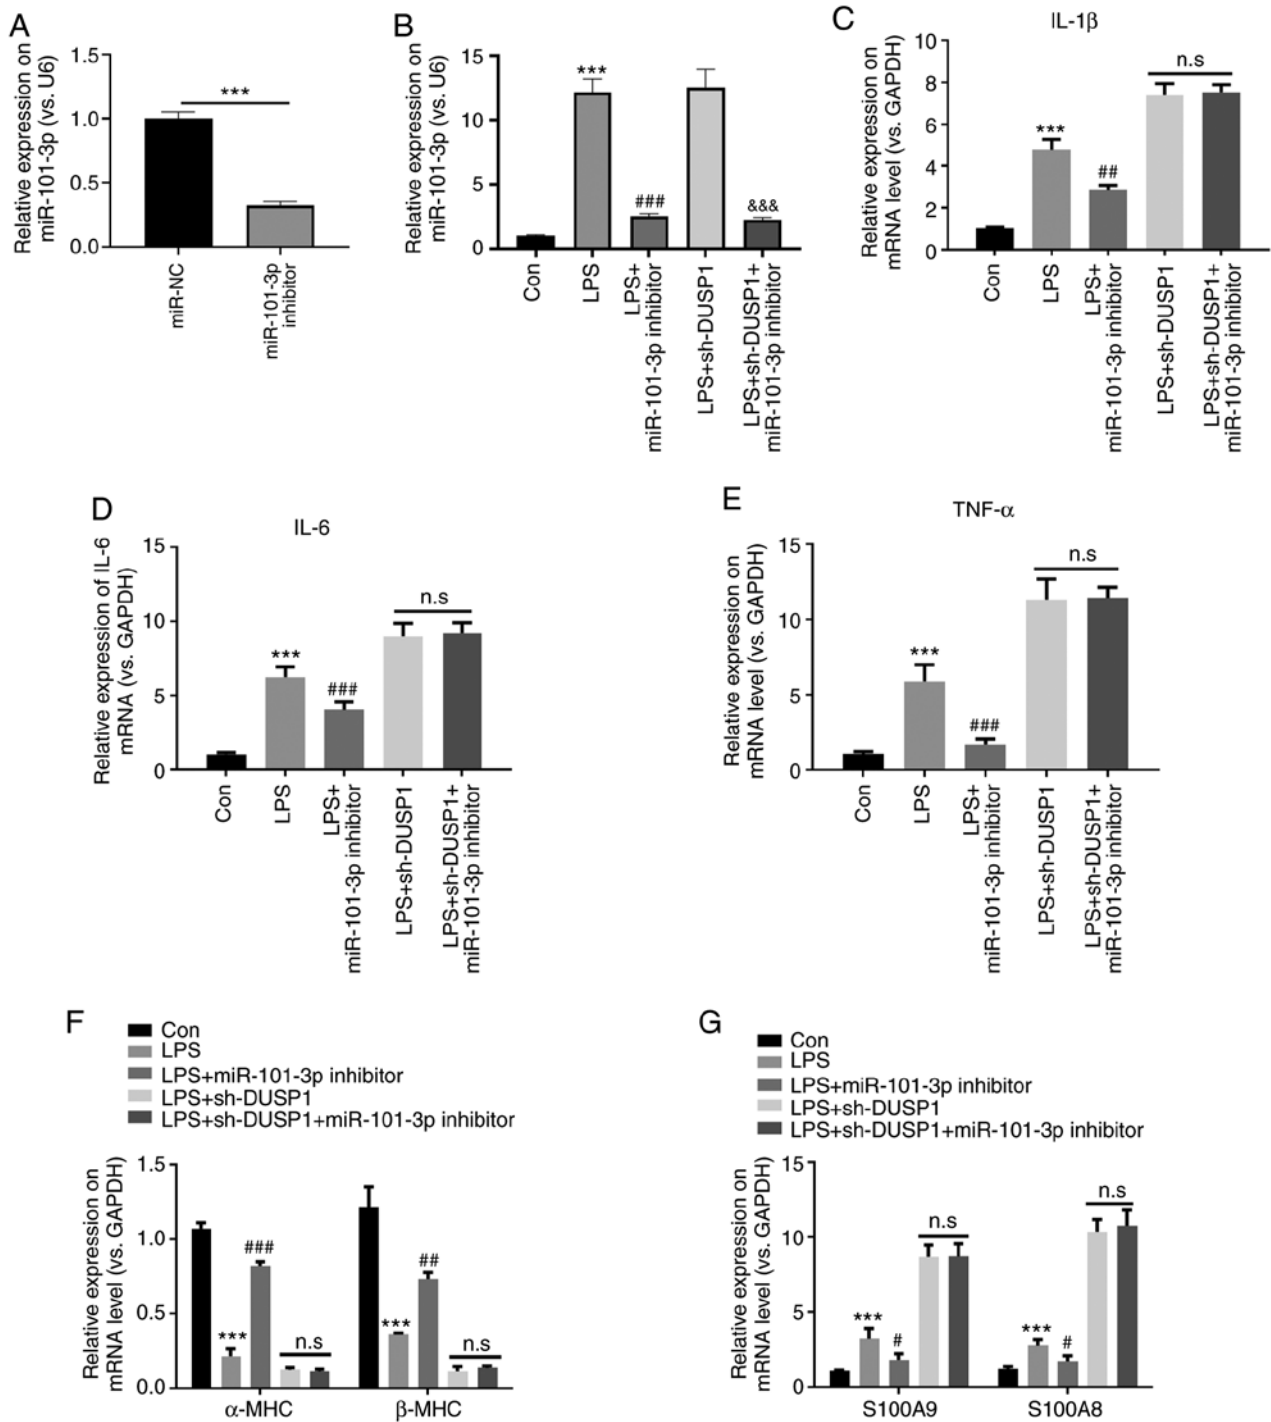 A
Relative expression on
miR-101-3p (vs. U6)
1.5
1.0
0.5
0.0
***
miR-NC
miR-101-3p
inhibitor
B
Relative expression on
miR-101-3p (vs. U6)
15
10
5
0
***
###
&&&
Con
LPS
LPS+
miR-101-3p inhibitor
LPS+sh-DUSP1
LPS+sh-DUSP1+
miR-101-3p inhibitor
C
IL-1β
Relative expression on
mRNA level (vs. GAPDH)
10
8
6
4
2
0
***
##
n.s
Con
LPS
LPS+
miR-101-3p inhibitor
LPS+sh-DUSP1
LPS+sh-DUSP1+
miR-101-3p inhibitor
D
IL-6
Relative expression of IL-6
mRNA (vs. GAPDH)
15
10
5
0
***
###
n.s
Con
LPS
LPS+
miR-101-3p inhibitor
LPS+sh-DUSP1
LPS+sh-DUSP1+
miR-101-3p inhibitor
E
TNF-α
Relative expression on
mRNA level (vs. GAPDH)
15
10
5
0
***
###
n.s
Con
LPS
LPS+
miR-101-3p inhibitor
LPS+sh-DUSP1
LPS+sh-DUSP1+
miR-101-3p inhibitor
F
Con
LPS
LPS+miR-101-3p inhibitor
LPS+sh-DUSP1
LPS+sh-DUSP1+miR-101-3p inhibitor
Relative expression on
mRNA level (vs. GAPDH)
1.5
1.0
0.5
0.0
***
###
n.s
***
##
n.s
α-MHC
β-MHC
G
Con
LPS
LPS+miR-101-3p inhibitor
LPS+sh-DUSP1
LPS+sh-DUSP1+miR-101-3p inhibitor
Relative expression on
mRNA level (vs. GAPDH)
15
10
5
0
***
#
n.s
***
#
n.s
S100A9
S100A8